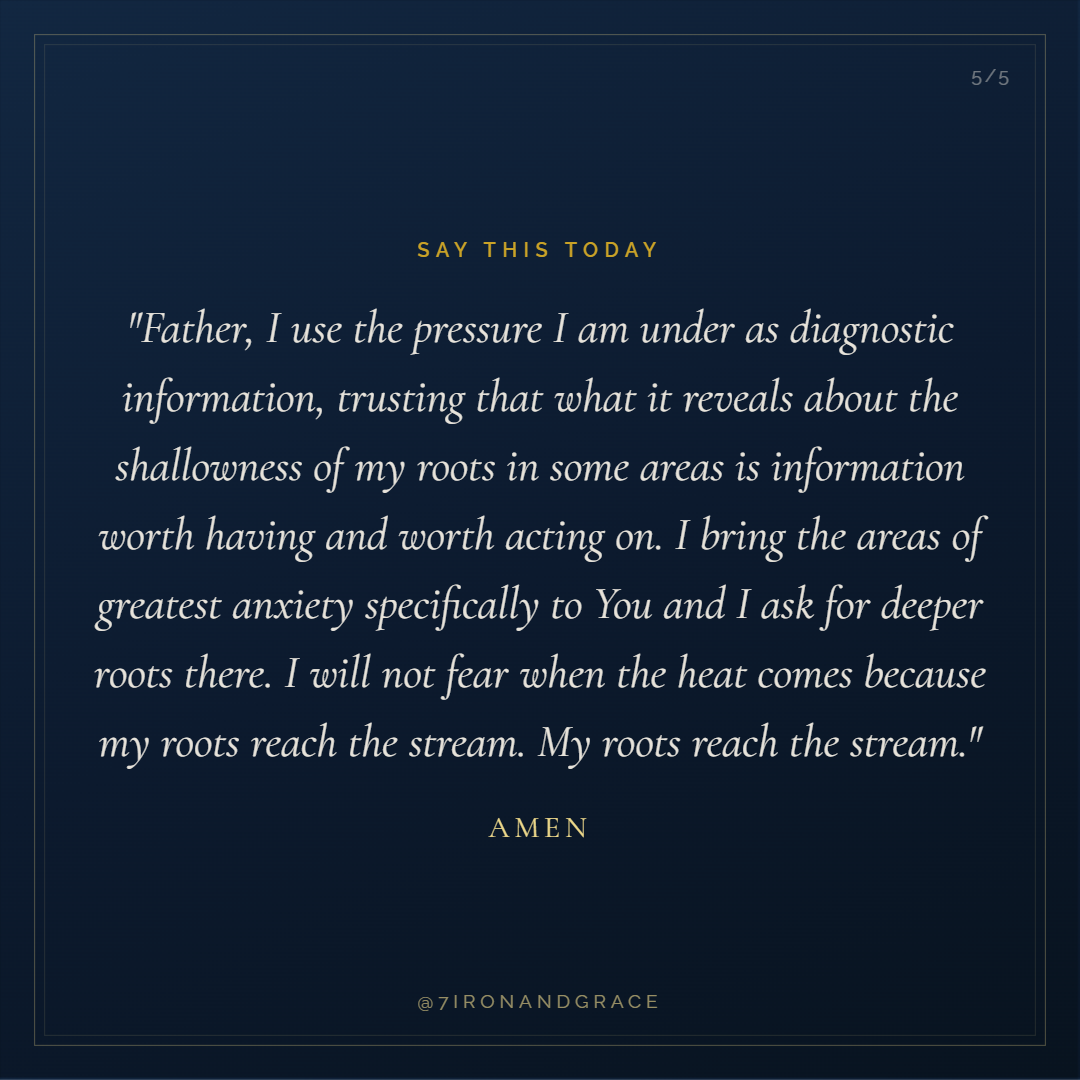 5/5
SAY THIS TODAY
"Father, I use the pressure I am under as diagnostic
information, trusting that what it reveals about the
shallowness of my roots in some areas is information
worth having and worth acting on. I bring the areas of
greatest anxiety specifically to You and I ask for deeper
roots there. I will not fear when the heat comes because
my roots reach the stream. My roots reach the stream."
AMEN
@7IRONANDGRACE